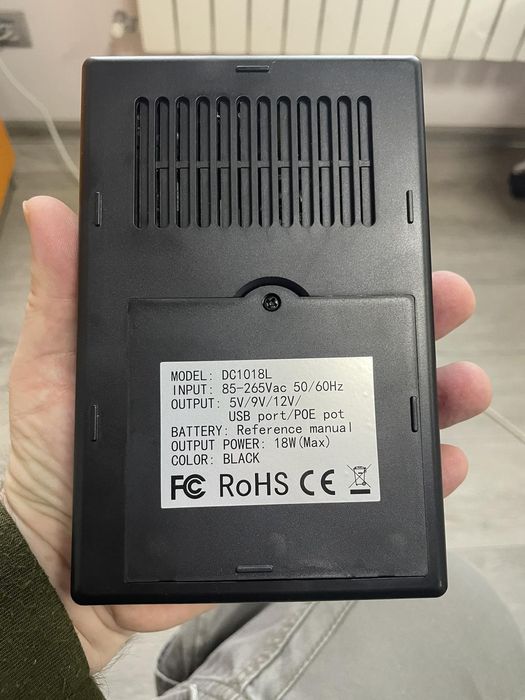 MODEL: DC1018L
INPUT: 85-265Vac 50/60Hz
OUTPUT: 5V/9V/12V/
USB port/POE pot
BATTERY: Reference manual
OUTPUT POWER: 18W(Max)
COLOR: BLACK
FC RoHS CE